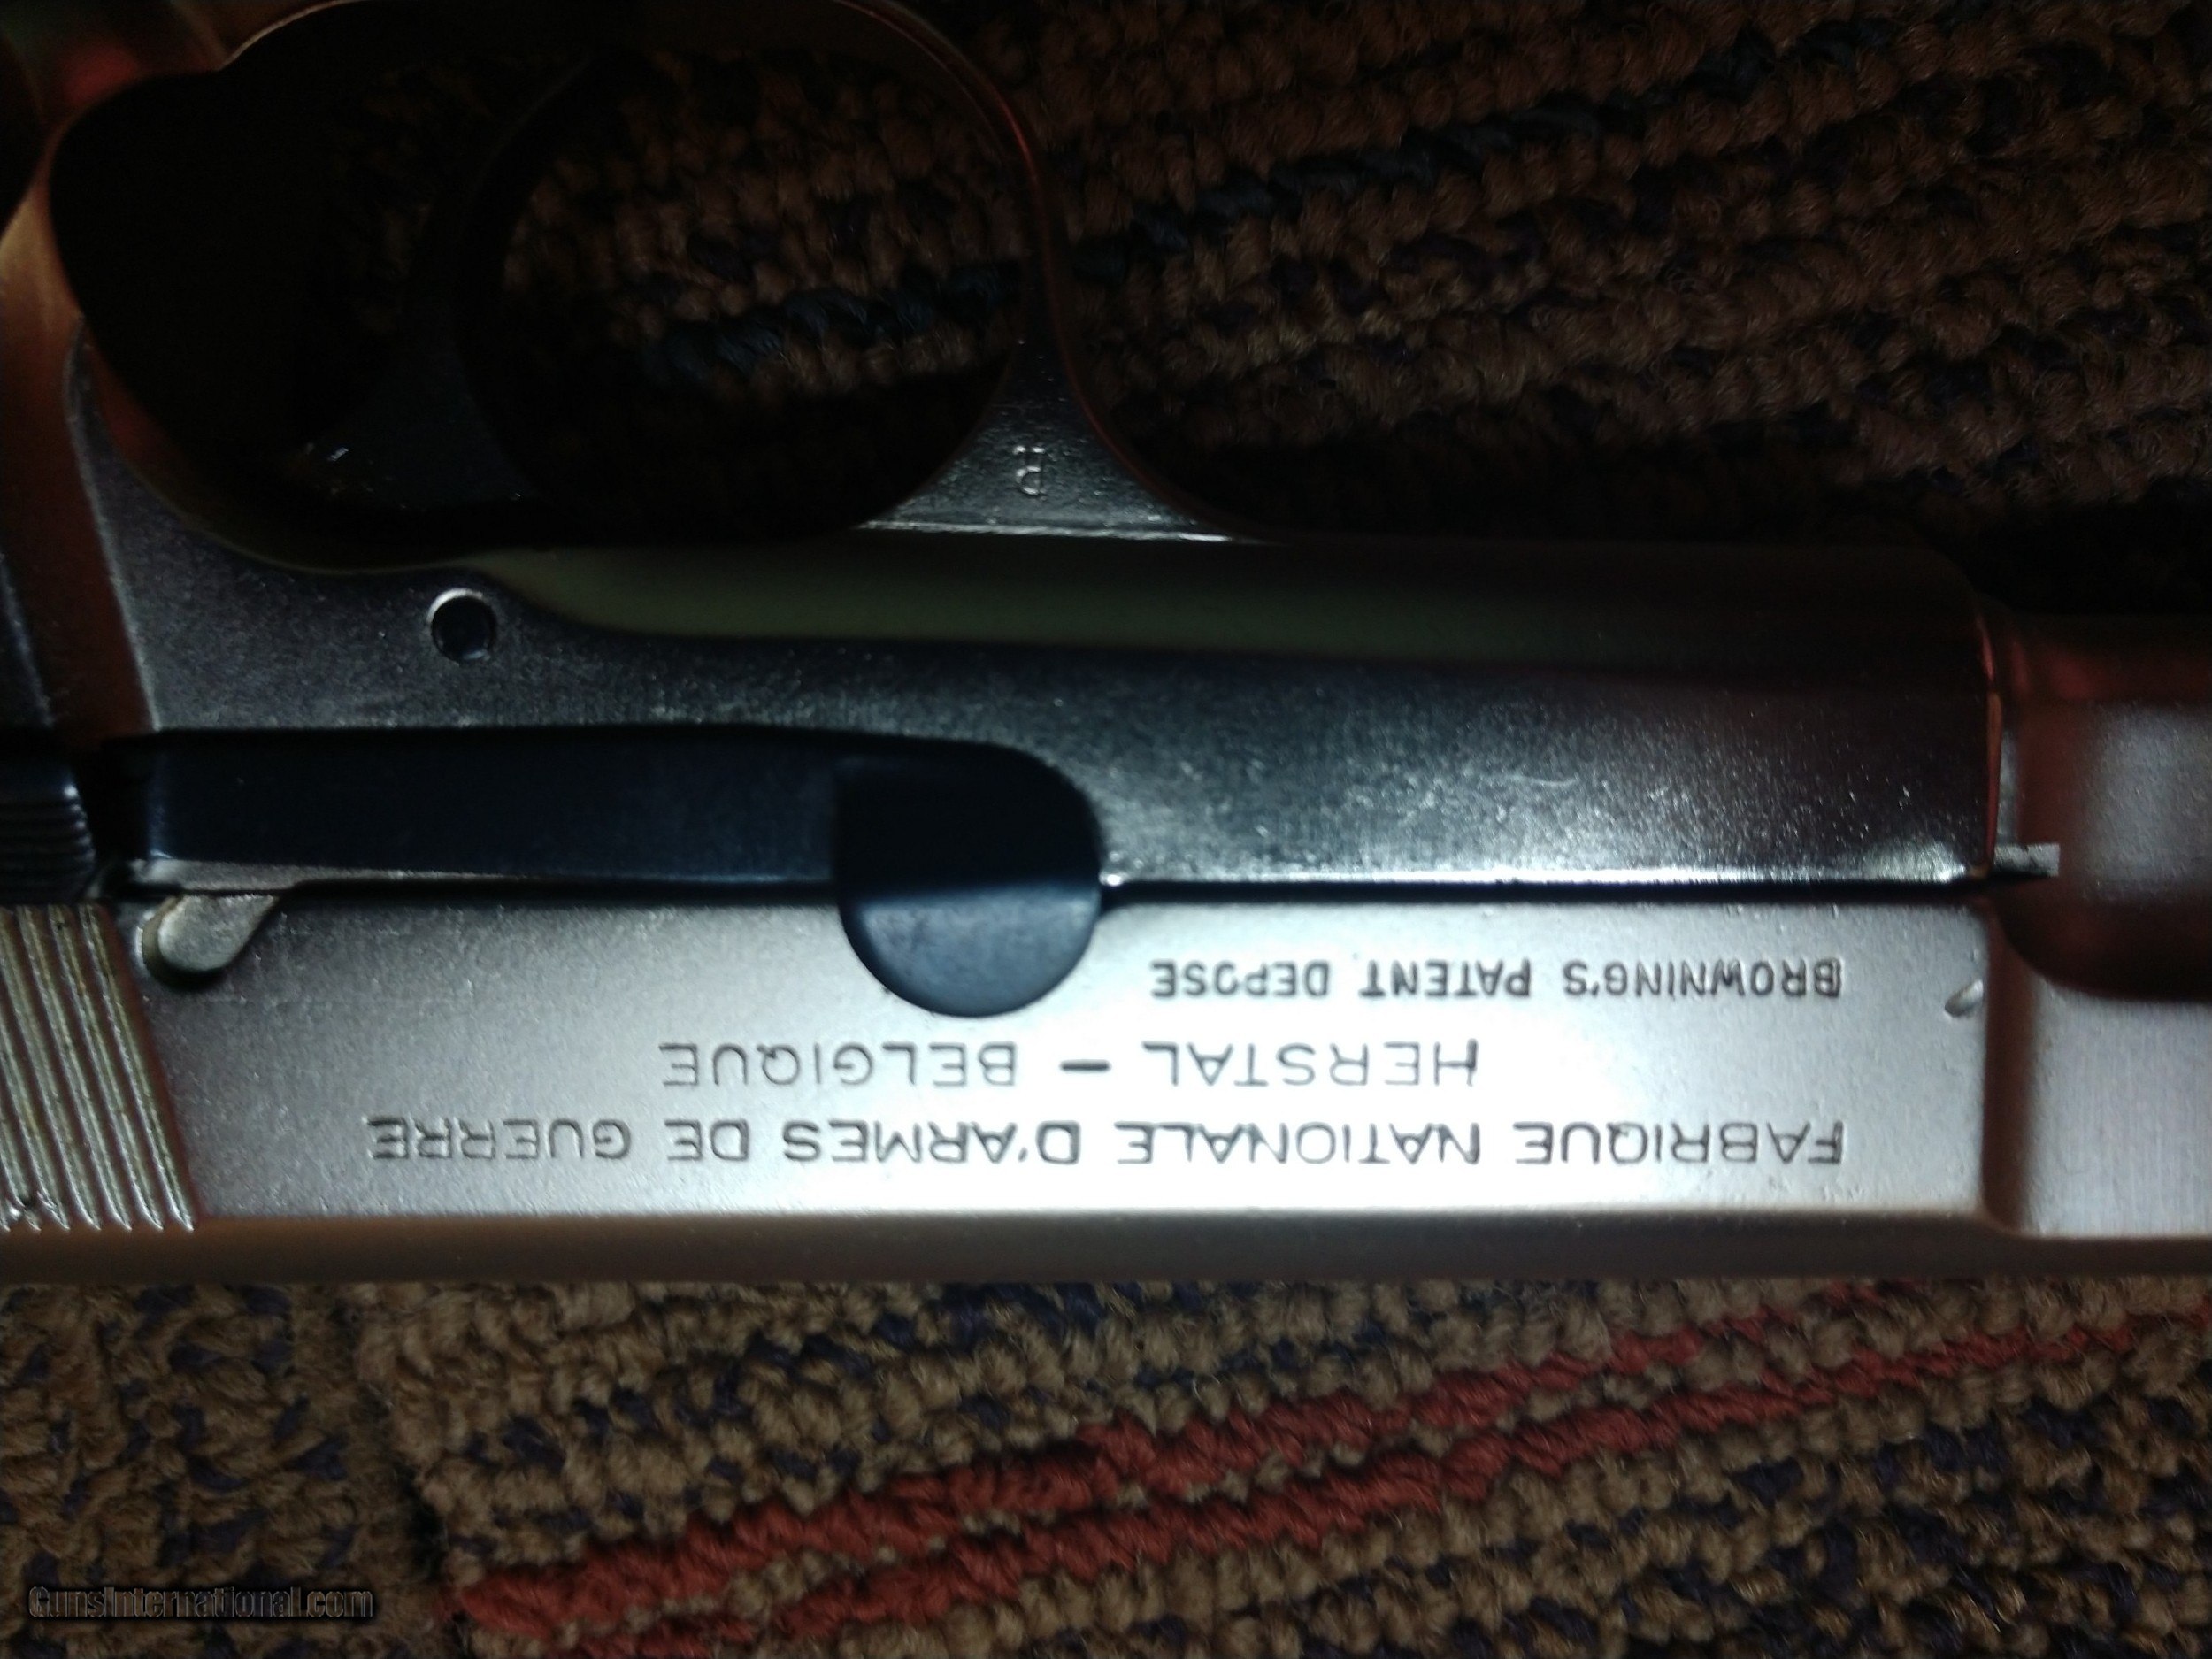 FABRIQUE NATIONALE D'ARMES DE GUERRE
HERSTAL – BELGIQUE
BROWNING'S PATENT DEPOSE
R
GunsInternational.com